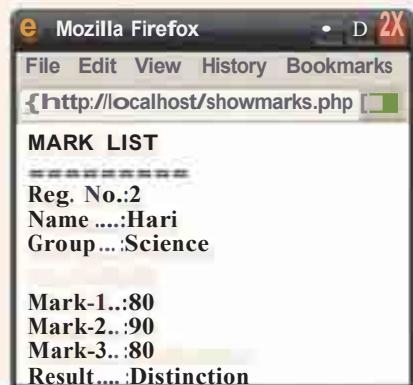 e Mozilla Firefox • D 2X
File Edit View History Bookmarks
{http://localhost/showmarks.php [
MARK LIST
==========
Reg. No.:2
Name ....:Hari
Group... :Science
Mark-1..:80
Mark-2.. :90
Mark-3.. :80
Result.... :Distinction